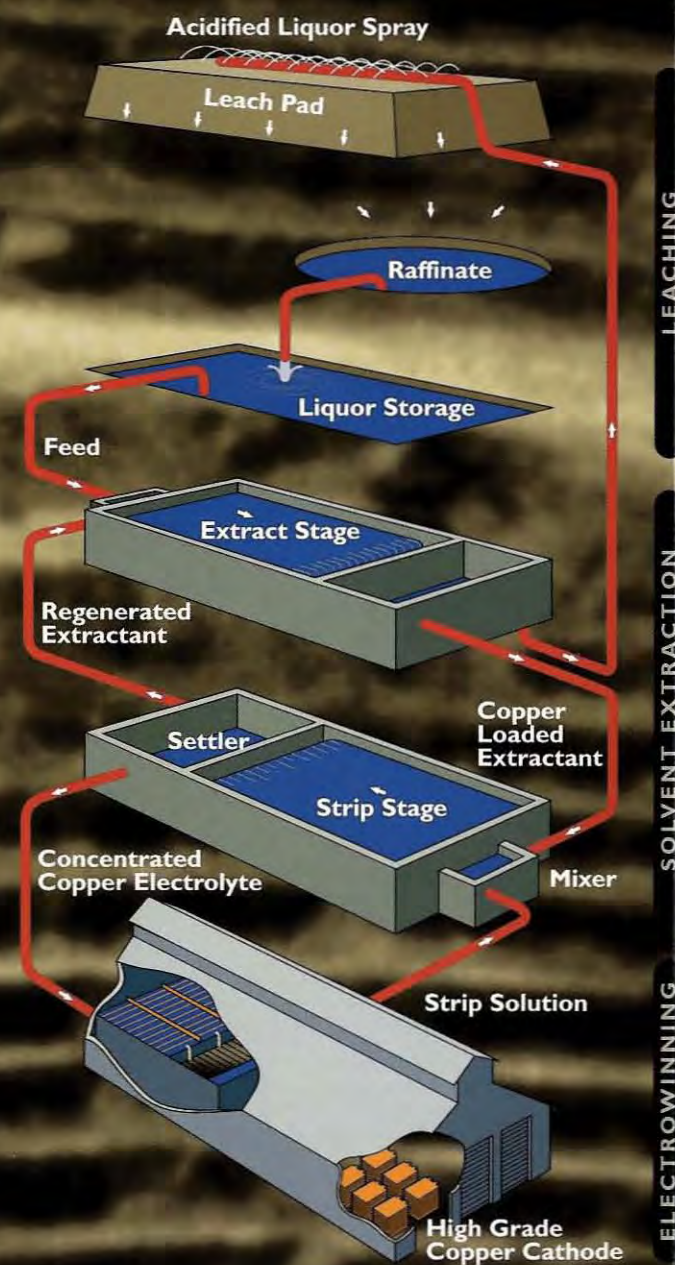 Acidified Liquor Spray
Leach Pad
Raffinate
Liquor Storage
Feed
Extract Stage
Regenerated
Extractant
Copper
Loaded
Extractant
Settler
Strip Stage
Concentrated
Copper Electrolyte
Mixer
Strip Solution
High Grade
Copper Cathode
LEACHING
SOLVENT EXTRACTION
ELECTROWINNING